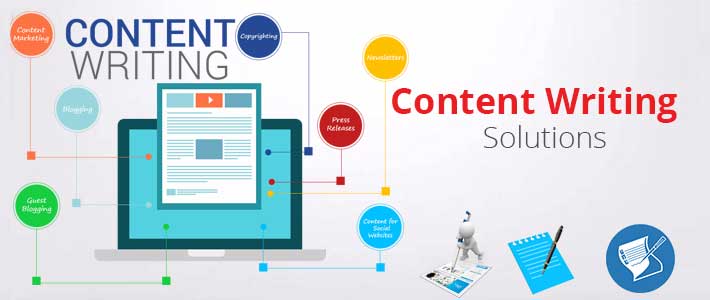 CONTENT
WRITING
Content
Marketing
Copyrighting
Newsletters
Blogging
Press
Releases
Guest
Blogging
Content for
Social
Websites
Content Writing
Solutions